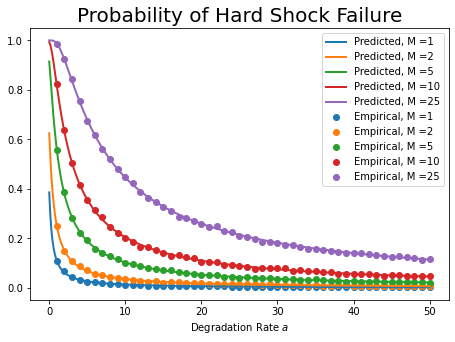 Probability of Hard Shock Failure
1.0
0.8
0.6
0.4
0.2
0.0
Predicted, M =1
Predicted, M =2
Predicted, M =5
Predicted, M =10
Predicted, M =25
Empirical, M =1
Empirical, M =2
Empirical, M =5
Empirical, M =10
Empirical, M =25
0 10 20 30 40 50
Degradation Rate a